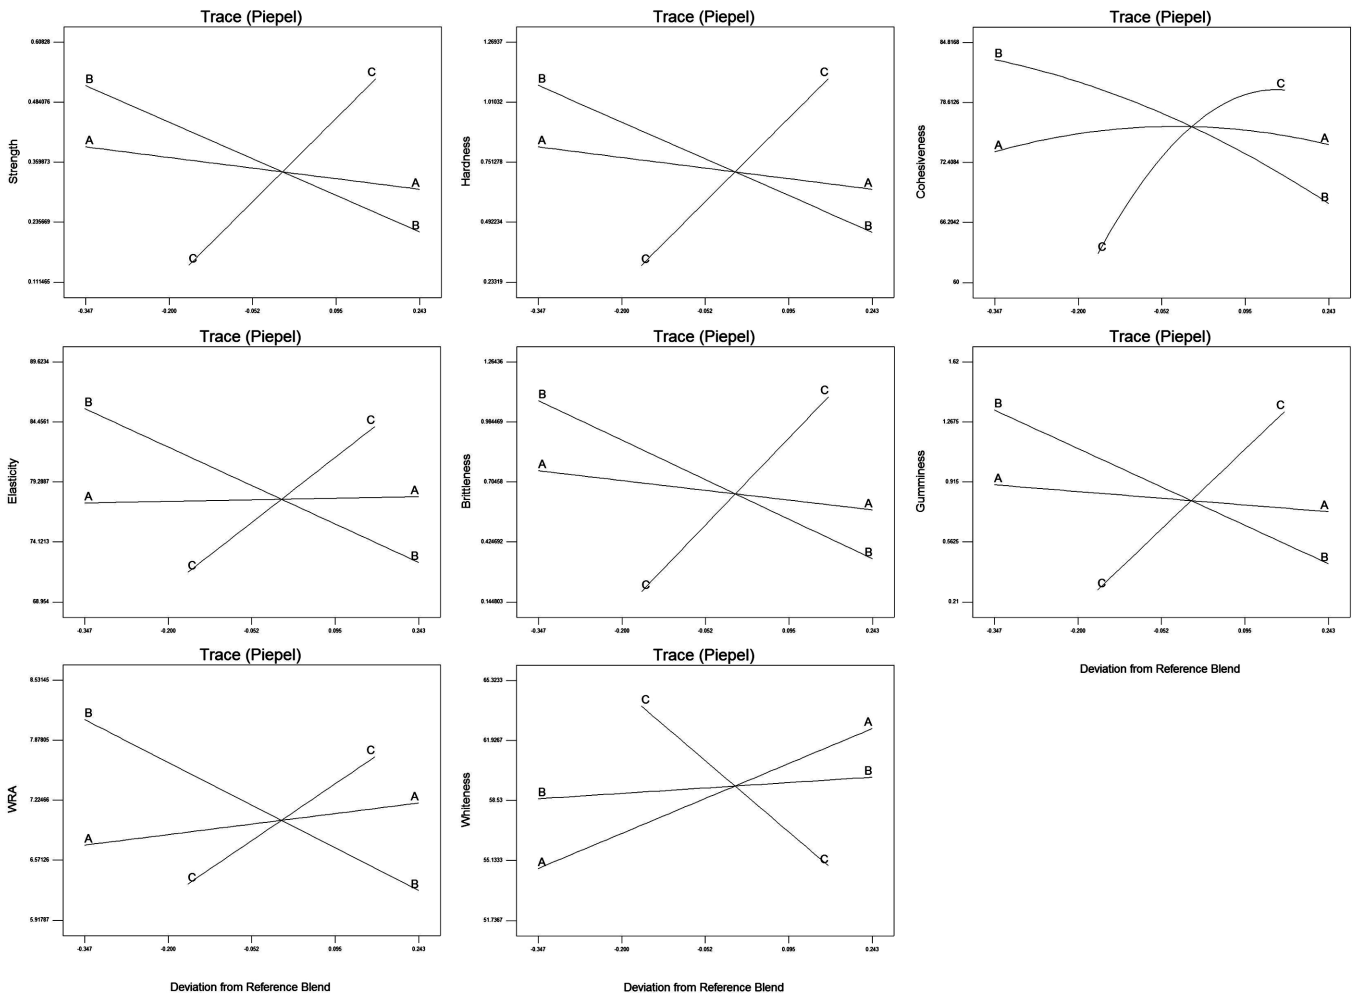 Trace (Piepel)
0.60828
0.484076
0.359873
0.235669
0.111465
Strength
B
A
C
C
A
B
-0.347
-0.200
-0.052
0.095
0.243
Trace (Piepel)
1.26937
1.01032
0.751278
0.492234
0.23319
Hardness
B
A
C
C
A
B
-0.347
-0.200
-0.052
0.095
0.243
Trace (Piepel)
84.8168
78.6126
72.4084
66.2042
60
Cohesiveness
B
A
C
C
A
B
-0.347
-0.200
-0.052
0.095
0.243
Trace (Piepel)
89.6234
84.4561
79.2887
74.1213
68.954
Elasticity
B
A
C
C
A
B
-0.347
-0.200
-0.052
0.095
0.243
Trace (Piepel)
1.26436
0.984469
0.70458
0.424692
0.144803
Brittleness
B
A
C
C
A
B
-0.347
-0.200
-0.052
0.095
0.243
Trace (Piepel)
1.62
1.2675
0.915
0.5625
0.21
Gumminess
B
A
C
C
A
B
-0.347
-0.200
-0.052
0.095
0.243
Deviation from Reference Blend
Trace (Piepel)
8.53145
7.87805
7.22466
6.57126
5.91787
WRA
B
A
C
C
A
B
-0.347
-0.200
-0.052
0.095
0.243
Deviation from Reference Blend
Trace (Piepel)
65.3233
61.9267
58.53
55.1333
51.7367
Whiteness
C
B
A
A
B
C
-0.347
-0.200
-0.052
0.095
0.243
Deviation from Reference Blend